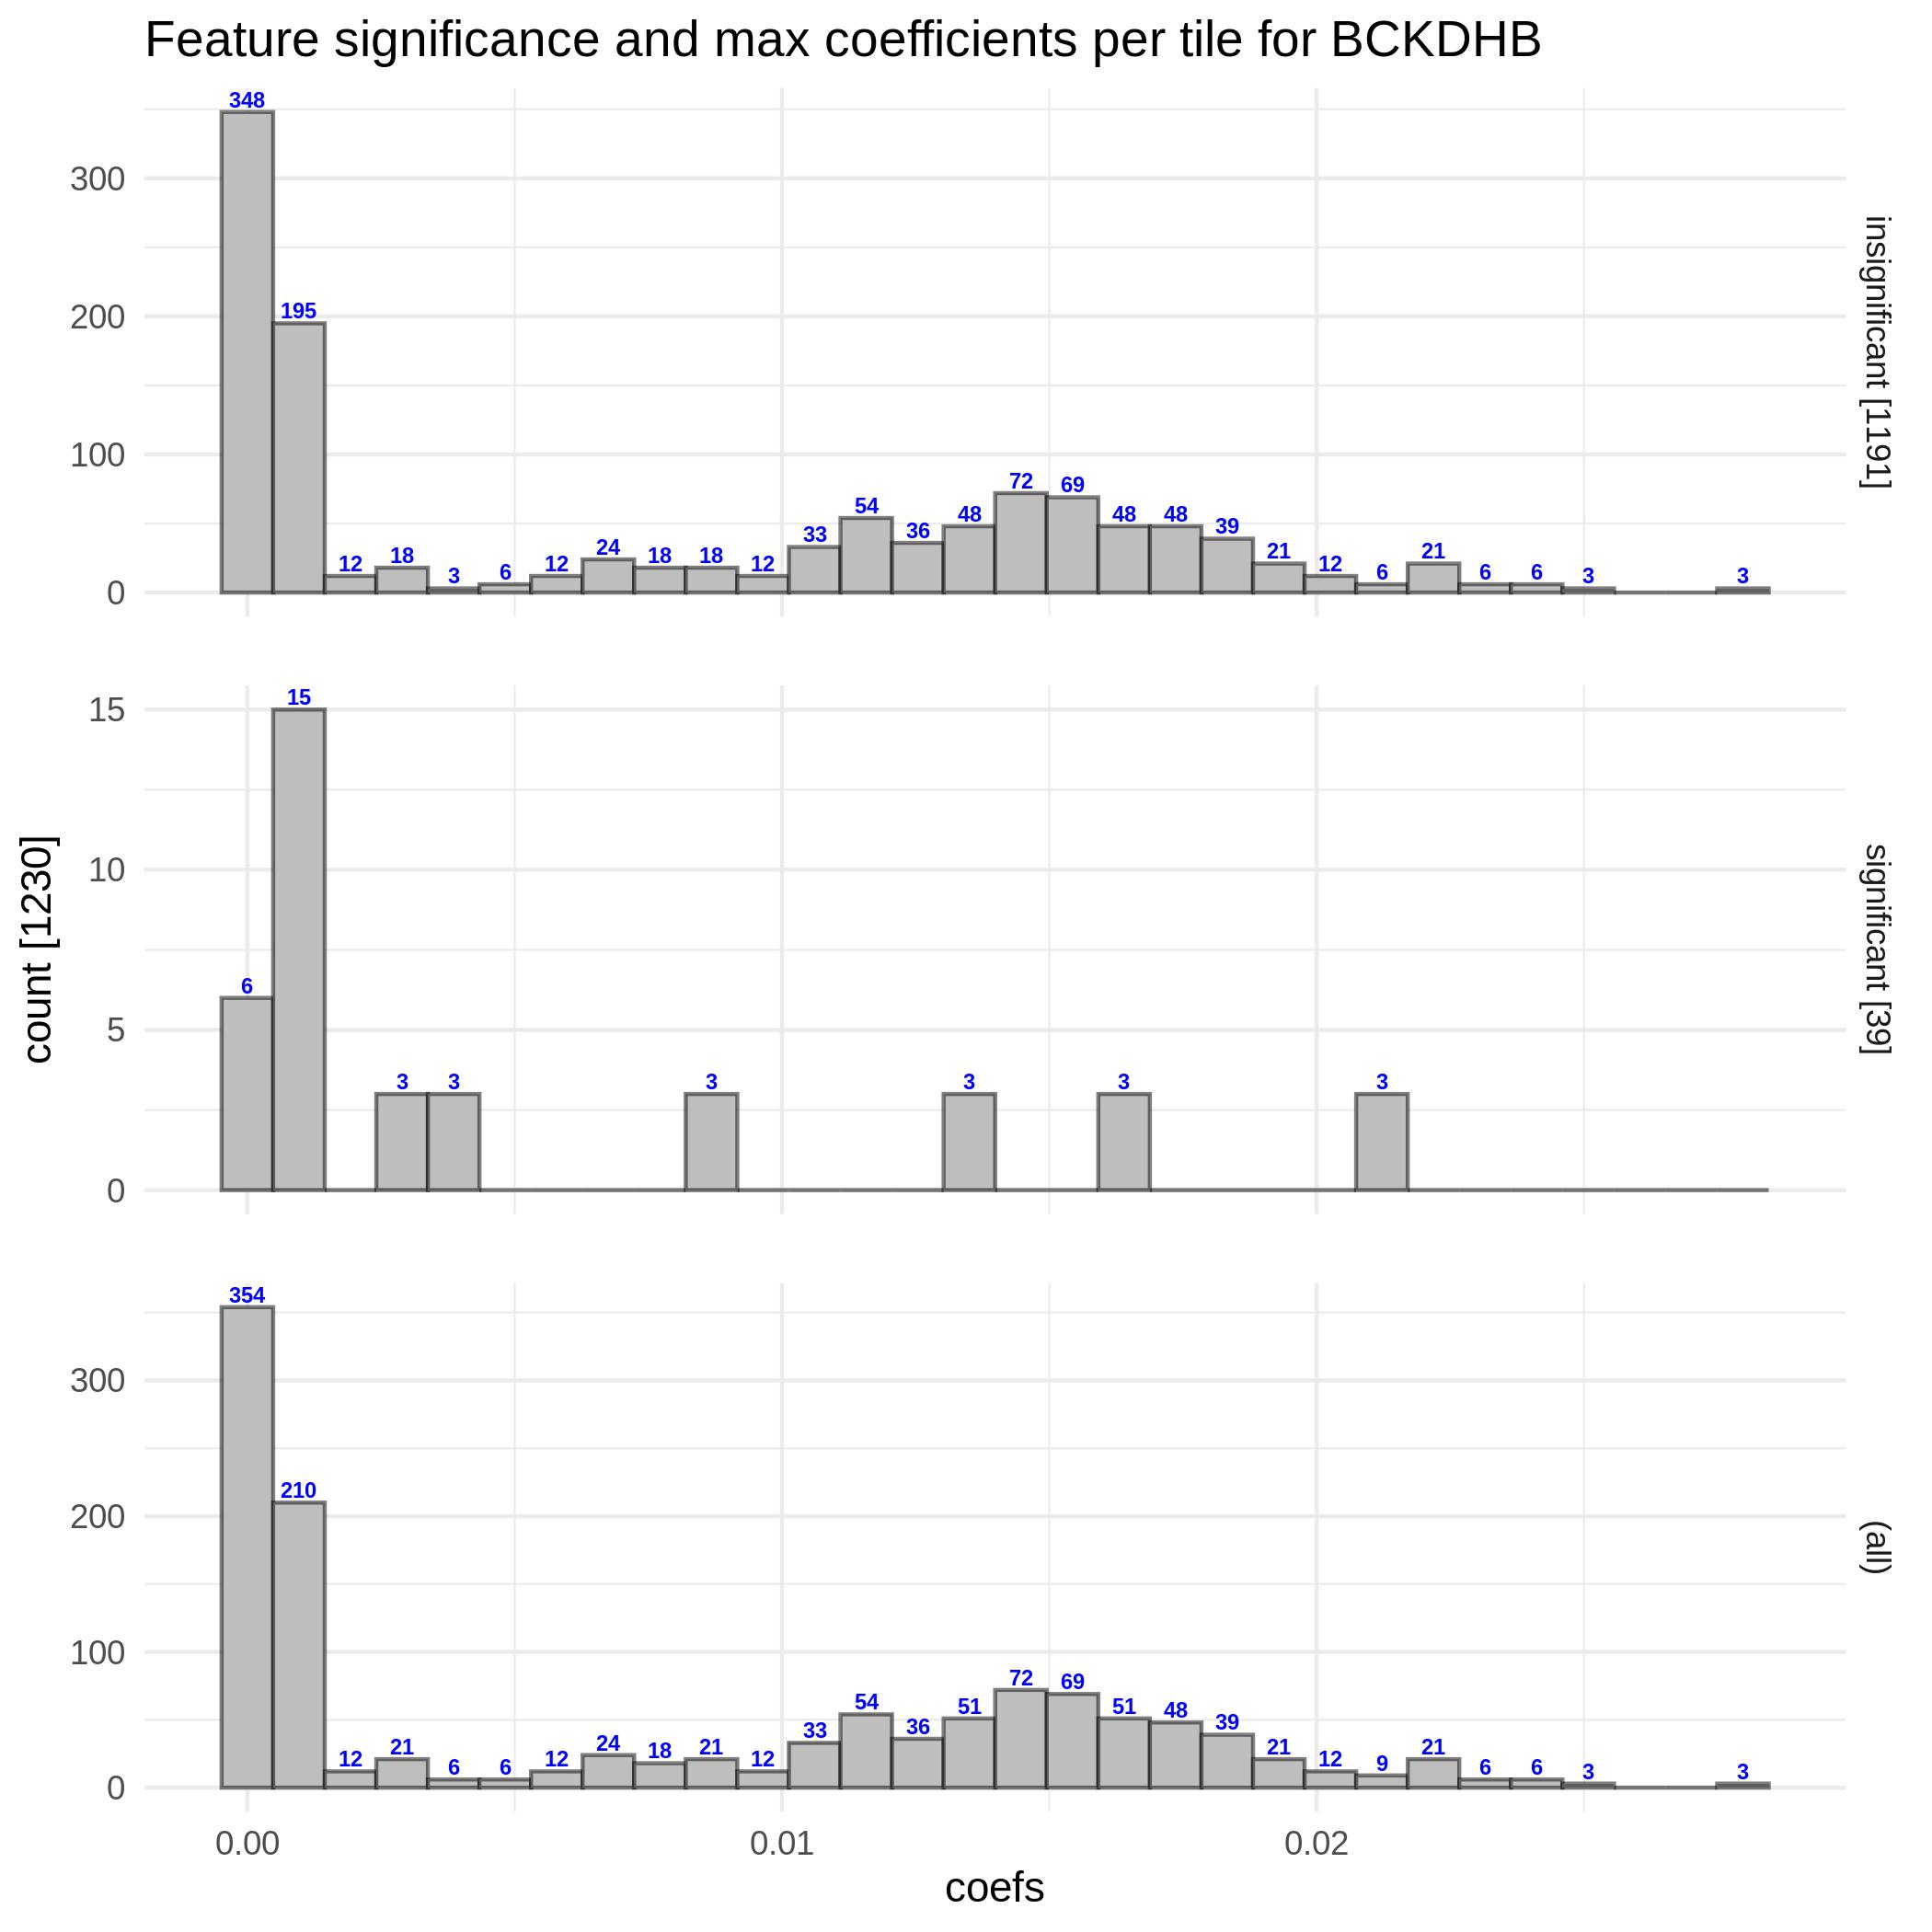 Feature significance and max coefficients per tile for BCKDHB
348
300
195
200
100
72 69
54 48 48 48
33 36 39
12 18 3 6 12 24 18 18 12 21 12 6 21 6 6 3 3
0
insignificant [1191]
15
15
10
6
5
3 3 3 3 3 3
0
significant [39]
count [1230]
354
300
210
200
100
72 69
54 51 51 48
33 36 39
12 21 6 6 12 24 18 21 12 21 12 9 21 6 6 3 3
0
(all)
0.00 0.01 0.02
coefs